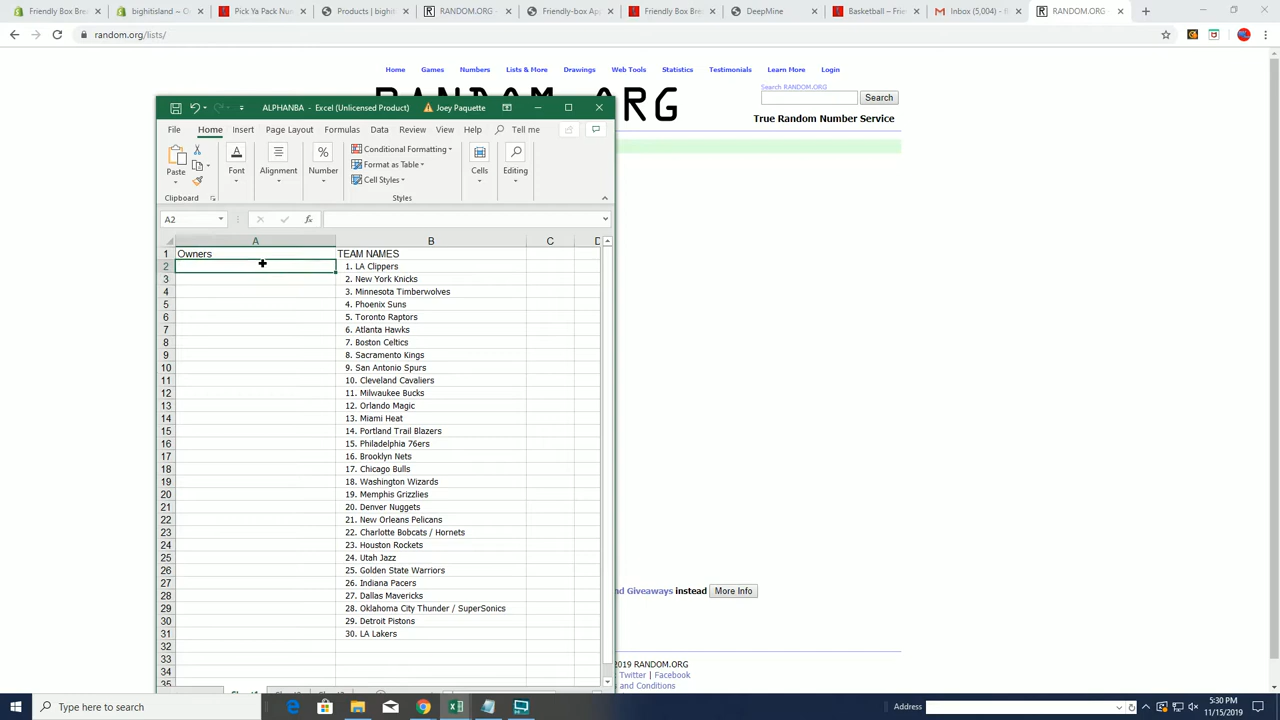 Friendly Box Bre
bightisland
Pick Ya Pack Nu
Products | bighti
RANDOM.ORG
Friendly-box Ap
Friendly Box Bre
DeepMine
Basketball – Frie
Inbox (5,004) - 6
RANDOM.ORG
random.org/lists/
Home Games Numbers Lists & More Drawings Web Tools Statistics Testimonials Learn More Login
Search RANDOM.ORG
Search
True Random Number Service
ALPHANBA - Excel (Unlicensed Product) Joey Paquette
File Home Insert Page Layout Formulas Data Review View Help Tell me
Paste Font Alignment Number Conditional Formatting Format as Table Cell Styles Cells Editing
Clipboard Styles
A2 fx
A B C D
1 Owners TEAM NAMES
2 1. LA Clippers
3 2. New York Knicks
4 3. Minnesota Timberwolves
5 4. Phoenix Suns
6 5. Toronto Raptors
7 6. Atlanta Hawks
8 7. Boston Celtics
9 8. Sacramento Kings
10 9. San Antonio Spurs
11 10. Cleveland Cavaliers
12 11. Milwaukee Bucks
13 12. Orlando Magic
14 13. Miami Heat
15 14. Portland Trail Blazers
16 15. Philadelphia 76ers
17 16. Brooklyn Nets
18 17. Chicago Bulls
19 18. Washington Wizards
20 19. Memphis Grizzlies
21 20. Denver Nuggets
22 21. New Orleans Pelicans
23 22. Charlotte Bobcats / Hornets
24 23. Houston Rockets
25 24. Utah Jazz
26 25. Golden State Warriors
27 26. Indiana Pacers
28 27. Dallas Mavericks
29 28. Oklahoma City Thunder / SuperSonics
30 29. Detroit Pistons
31 30. LA Lakers
32
33
34
35
nd Giveaways instead More Info
2019 RANDOM.ORG
Twitter | Facebook
s and Conditions
Type here to search
Address
5:30 PM
11/15/2019